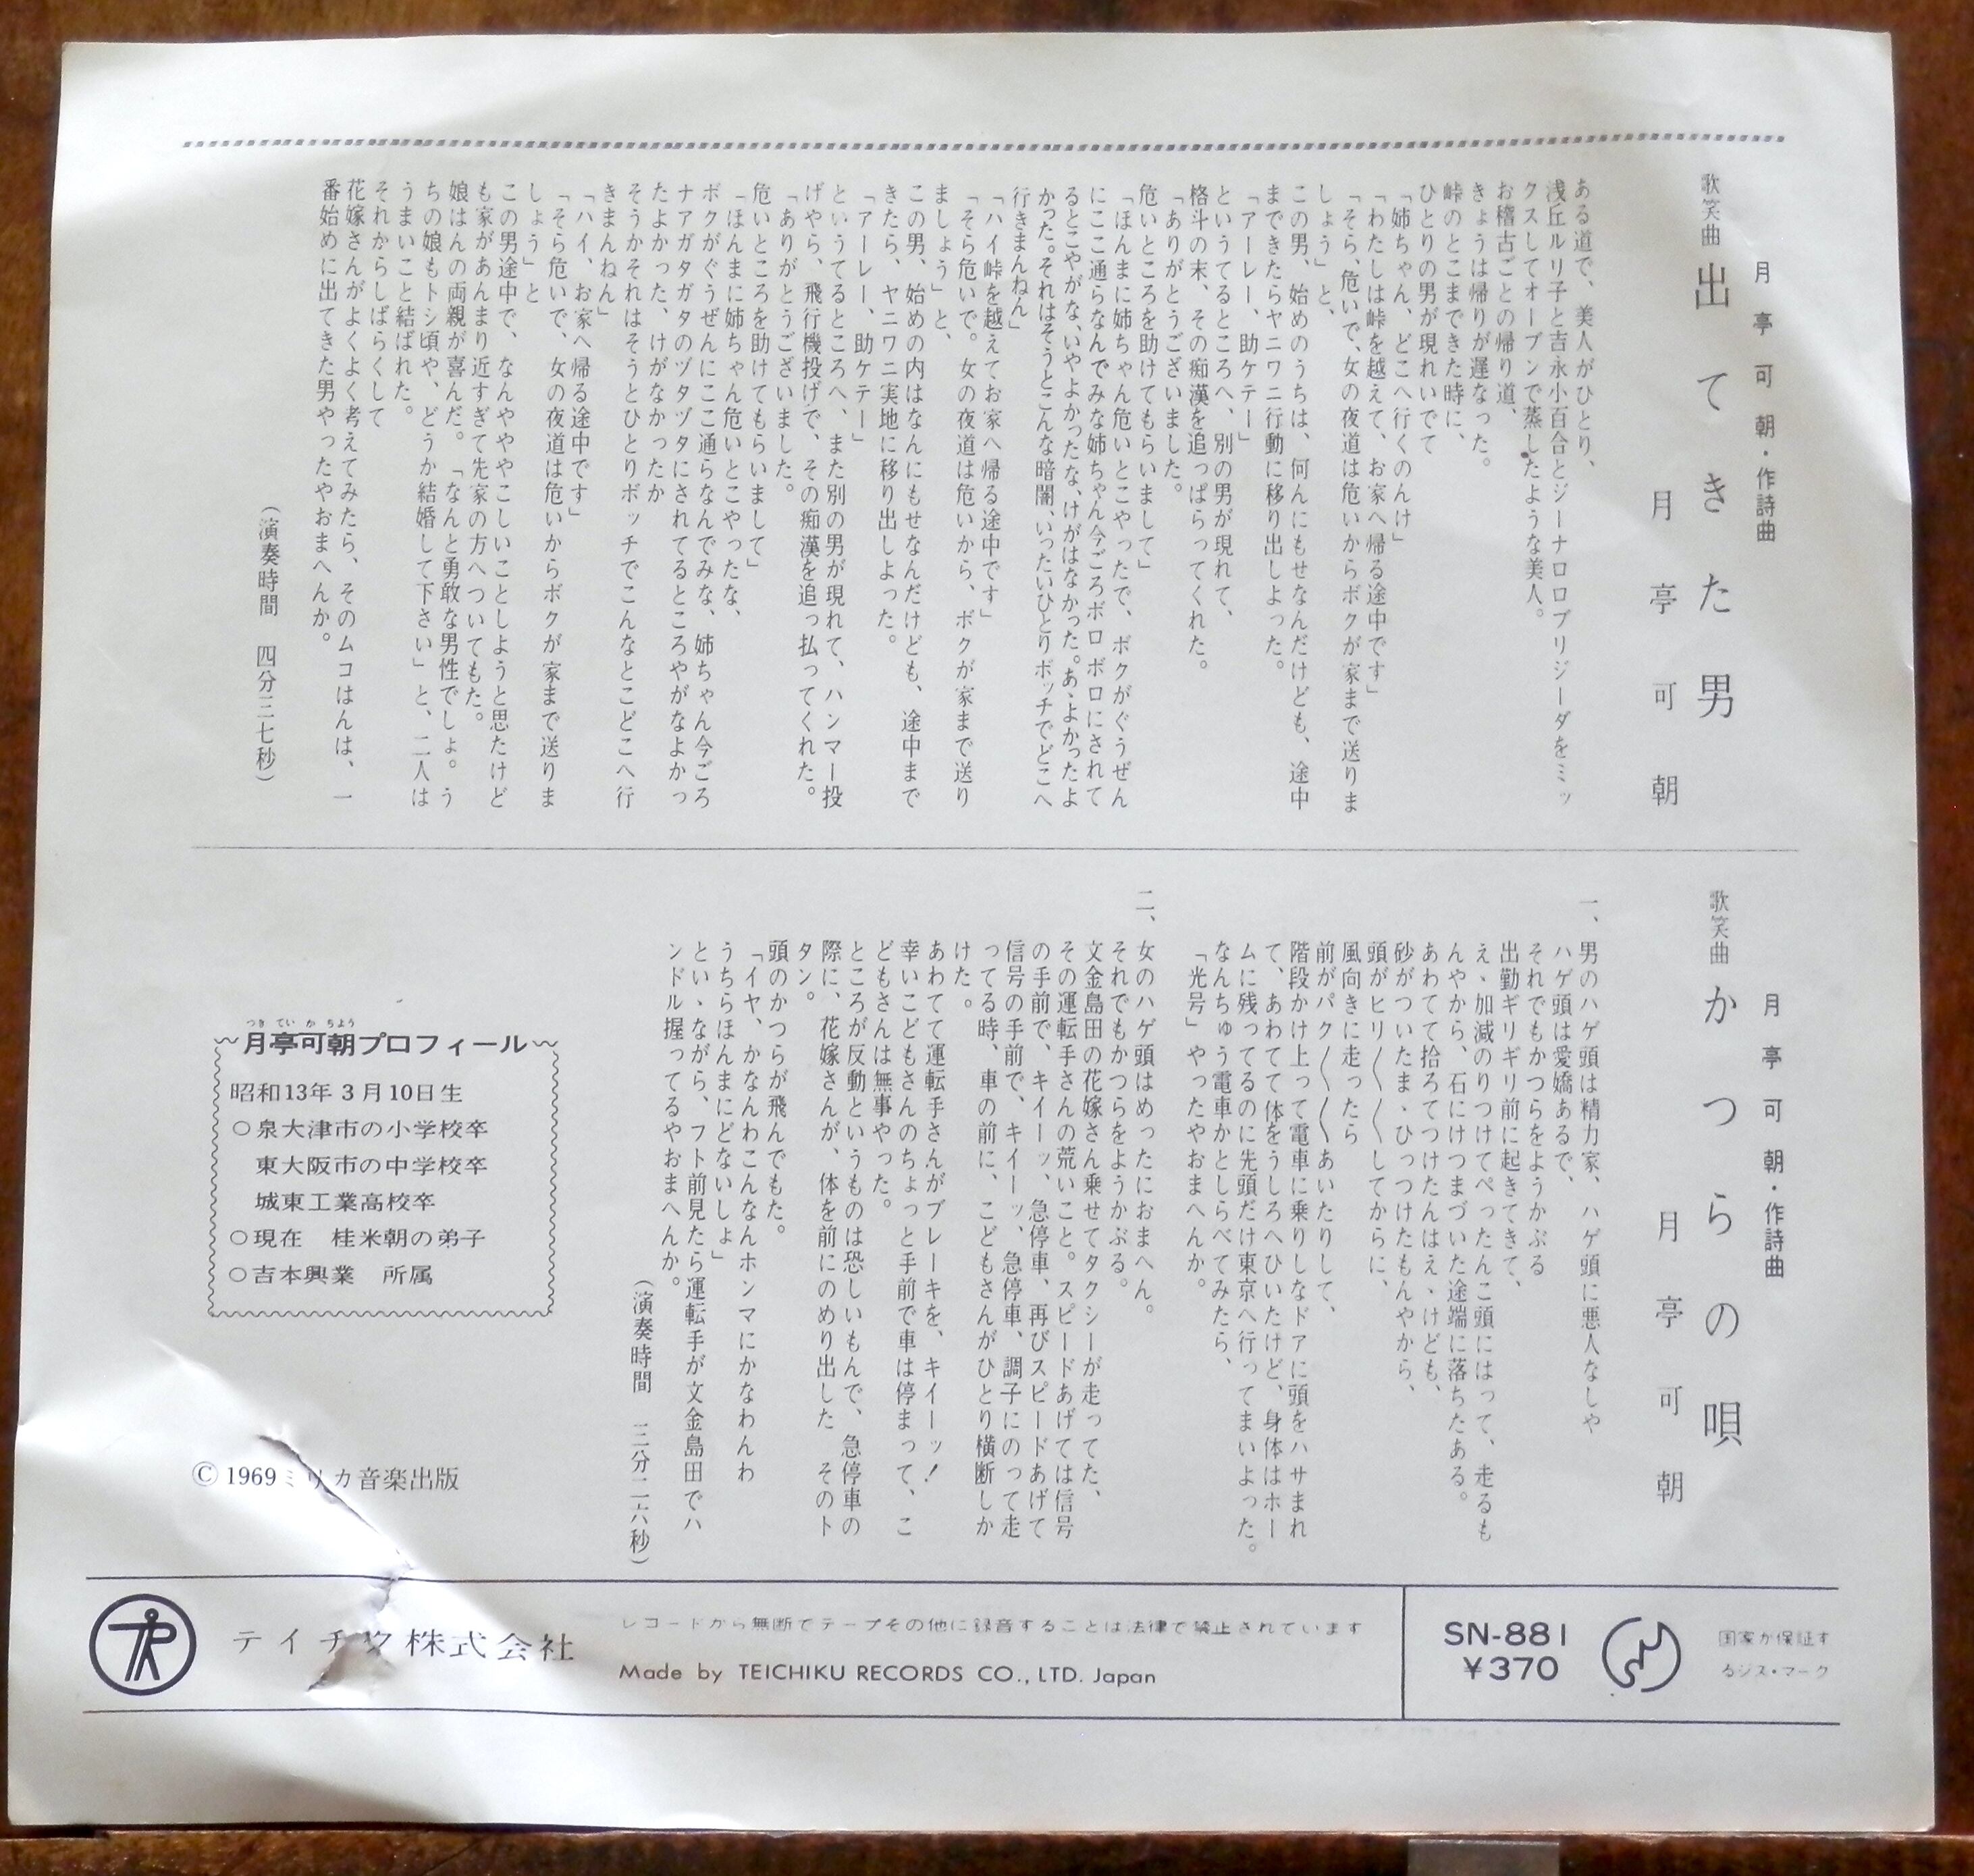 月亭可朝・作詩曲
歌笑曲 出てきた男
月亭可朝
ある道で、美人がひとり、
浅丘ルリ子と吉永小百合とジーナロロブリジーダをミッ
クスしてオーブンで蒸したような美人。
お稽古ごとの帰り道、
きょうは帰りが遅なった。
峠のとこまできた時に、
ひとりの男が現れいでて
「姉ちゃん、どこへ行くのんけ」
「わたしは峠を越えて、お家へ帰る途中です」
「そら、危いで、女の夜道は危いからボクが家まで送りま
しょう」と、
この男、始めのうちは、何んにもせなんだけども、途中
まできたらヤニワニ行動に移り出しよった。
「アーレー、助ケテー」
というてるところへ、別の男が現れて、
格斗の末、その痴漢を追っぱらってくれた。
「ありがとうございました。
危いところを助けてもらいまして」
「ほんまに姉ちゃん危いとこやったで、ボクがぐうぜん
にここ通らなんでみな姉ちゃん今ごろボロボロにされて
るとこやがな、いやよかったな、けがはなかった。あゝよかったよ
かった。それはそうとこんな暗闇、いったいひとりボッチでどこへ
行きまんねん」
「ハイ峠を越えてお家へ帰る途中です」
「そら危いで。女の夜道は危いから、ボクが家まで送り
ましょう」と、
この男、始めの内はなんにもせなんだけども、途中まで
きたら、ヤニワニ実地に移り出しよった。
「アーレー、助ケテー」
というてるところへ、また別の男が現れて、ハンマー投
げやら、飛行機投げで、その痴漢を追っ払ってくれた。
「ありがとうございました。
危いところを助けてもらいまして」
「ほんまに姉ちゃん危いとこやったな、
ボクがぐうぜんにここ通らなんでみな、姉ちゃん今ごろ
ナアガタガタのヅタヅタにされてるところやがなよかっ
たよかった、けがなかったか
そうかそれはそうとひとりボッチでこんなとこどこへ行
きまんねん」
「ハイ、お家へ帰る途中です」
「そら危いで、女の夜道は危いからボクが家まで送りま
しょう」と
この男途中で、なんややこしいことしようと思たけど
も家があんまり近すぎて先家の方へついてもた。
娘はんの両親が喜んだ。「なんと勇敢な男性でしょ。う
ちの娘もトシ頃や、どうか結婚して下さい」と、二人は
うまいこと結ばれた。
それからしばらくして
花嫁さんがよくよく考えてみたら、そのムコはんは、一
番始めに出てきた男やったやおまへんか。
(演奏時間 四分三七秒)
月亭可朝・作詩曲
歌笑曲 かつらの唄
月亭可朝
一、男のハゲ頭は精力家、ハゲ頭に悪人なしや
ハゲ頭は愛嬌あるで、
それでもかつらをようかぶる
出勤ギリギリ前に起きてきて、
えゝ加減のりつけてぺったんこ頭にはって、走るも
んやから、石にけつまづいた途端に落ちたある。
あわてて拾ろてつけたんはえゝけども、
砂がついたまゝひっつけたもんやから、
頭がヒリ〱〱してからに、
風向きに走ったら
前がパク〱〱あいたりして、
階段かけ上って電車に乗りしなドアに頭をハサまれ
て、あわてて体をうしろへひいたけど、身体はホー
ムに残ってるのに先頭だけ東京へ行ってまいよった。
なんちゅう電車かとしらべてみたら、
「光号」やったやおまへんか。
二、女のハゲ頭はめったにおまへん。
それでもかつらをようかぶる。
文金島田の花嫁さん乗せてタクシーが走ってた、
その運転手さんの荒いこと。スピードあげては信号
の手前で、キイーッ、急停車、再びスピードあげて
信号の手前で、キイーッ、急停車、調子にのって走
ってる時、車の前に、こどもさんがひとり横断しか
けた。
あわてて運転手さんがブレーキを、キイーッ!
幸いこどもさんのちょっと手前で車は停まって、こ
どもさんは無事やった。
ところが反動というものは恐しいもんで、急停車の
際に、花嫁さんが、体を前にのめり出した そのト
タン。
頭のかつらが飛んでもた。
「イヤ、かなんわこんなんホンマにかなわんわ
うちらほんまにどないしょ」
といゝながら、フト前見たら運転手が文金島田でハ
ンドル握ってるやおまへんか。
(演奏時間 三分二六秒)
つき てい か ちよう
月亭可朝プロフィール
昭和13年3月10日生
○泉大津市の小学校卒
東大阪市の中学校卒
城東工業高校卒
○現在 桂米朝の弟子
○吉本興業 所属
© 1969 ミリカ音楽出版
テイチク株式会社
レコードから無断でテープその他に録音することは法律で禁止されています
Made by TEICHIKU RECORDS CO., LTD. Japan
SN-881
¥370
国家が保証す
るジス・マーク